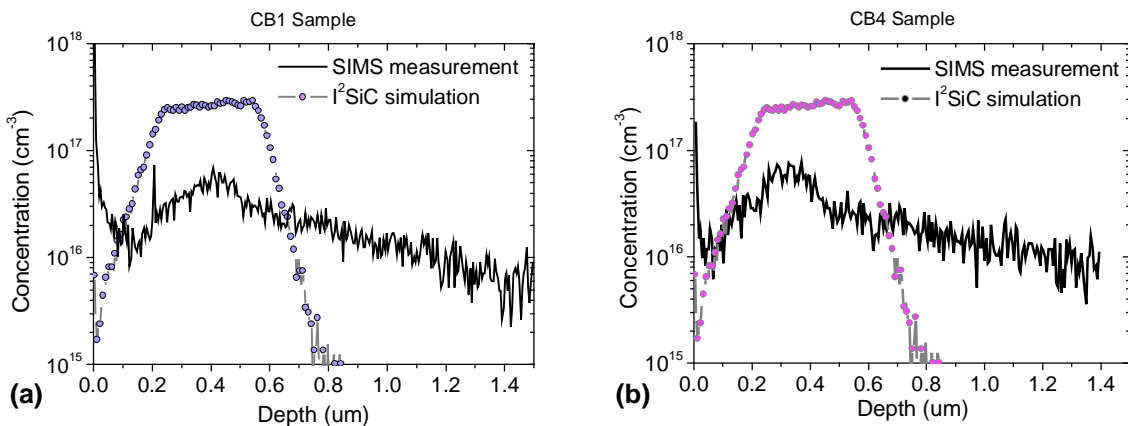 CB1 Sample
10^18
10^17
10^16
10^15
Concentration (cm^-3)
SIMS measurement
I^2SiC simulation
0.0 0.2 0.4 0.6 0.8 1.0 1.2 1.4
Depth (um)
(a)
CB4 Sample
10^18
10^17
10^16
10^15
Concentration (cm^-3)
SIMS measurement
I^2SiC simulation
0.0 0.2 0.4 0.6 0.8 1.0 1.2 1.4
Depth (um)
(b)